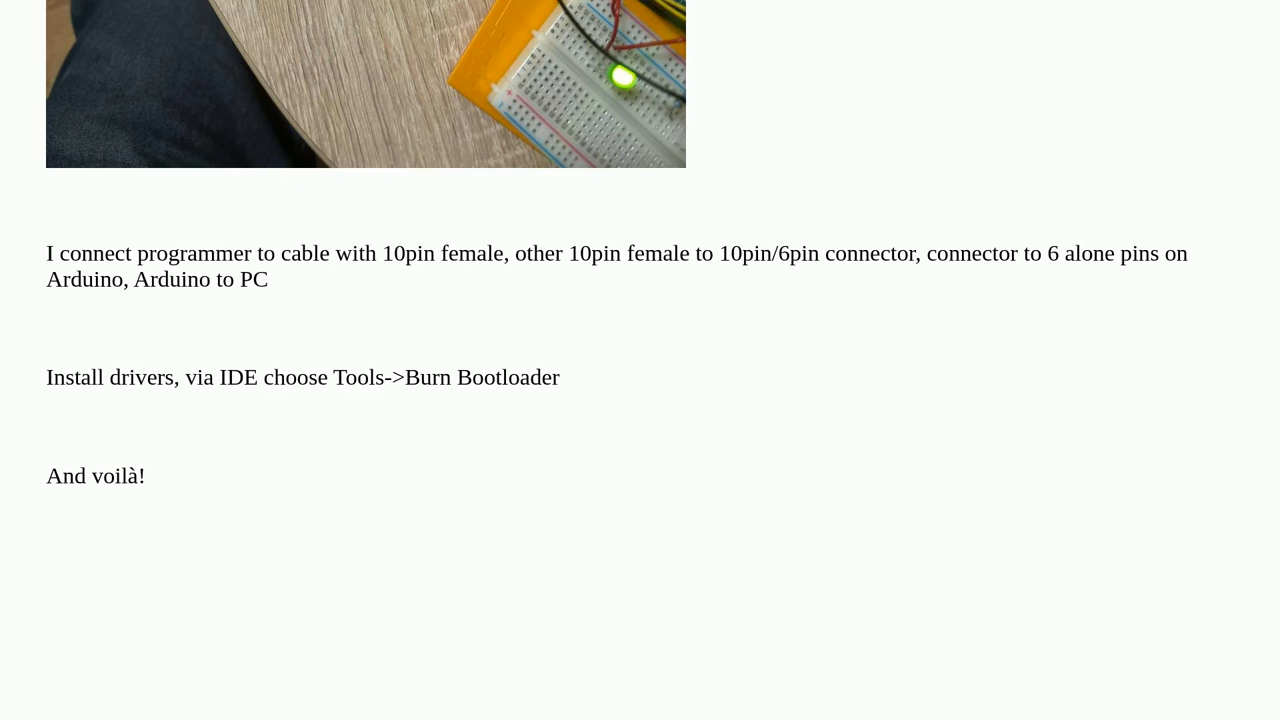 I connect programmer to cable with 10pin female, other 10pin female to 10pin/6pin connector, connector to 6 alone pins on
Arduino, Arduino to PC
Install drivers, via IDE choose Tools->Burn Bootloader
And voilà!